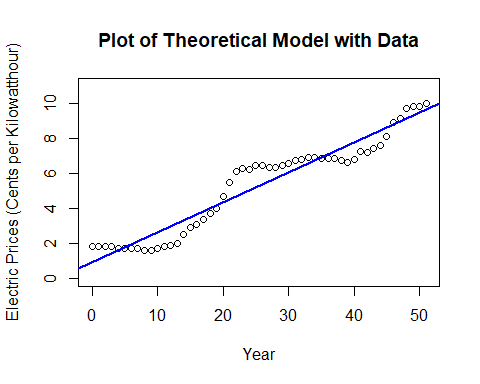 Plot of Theoretical Model with Data
Electric Prices (Cents per Kilowatthour)
10
8
6
4
2
0
0 10 20 30 40 50
Year